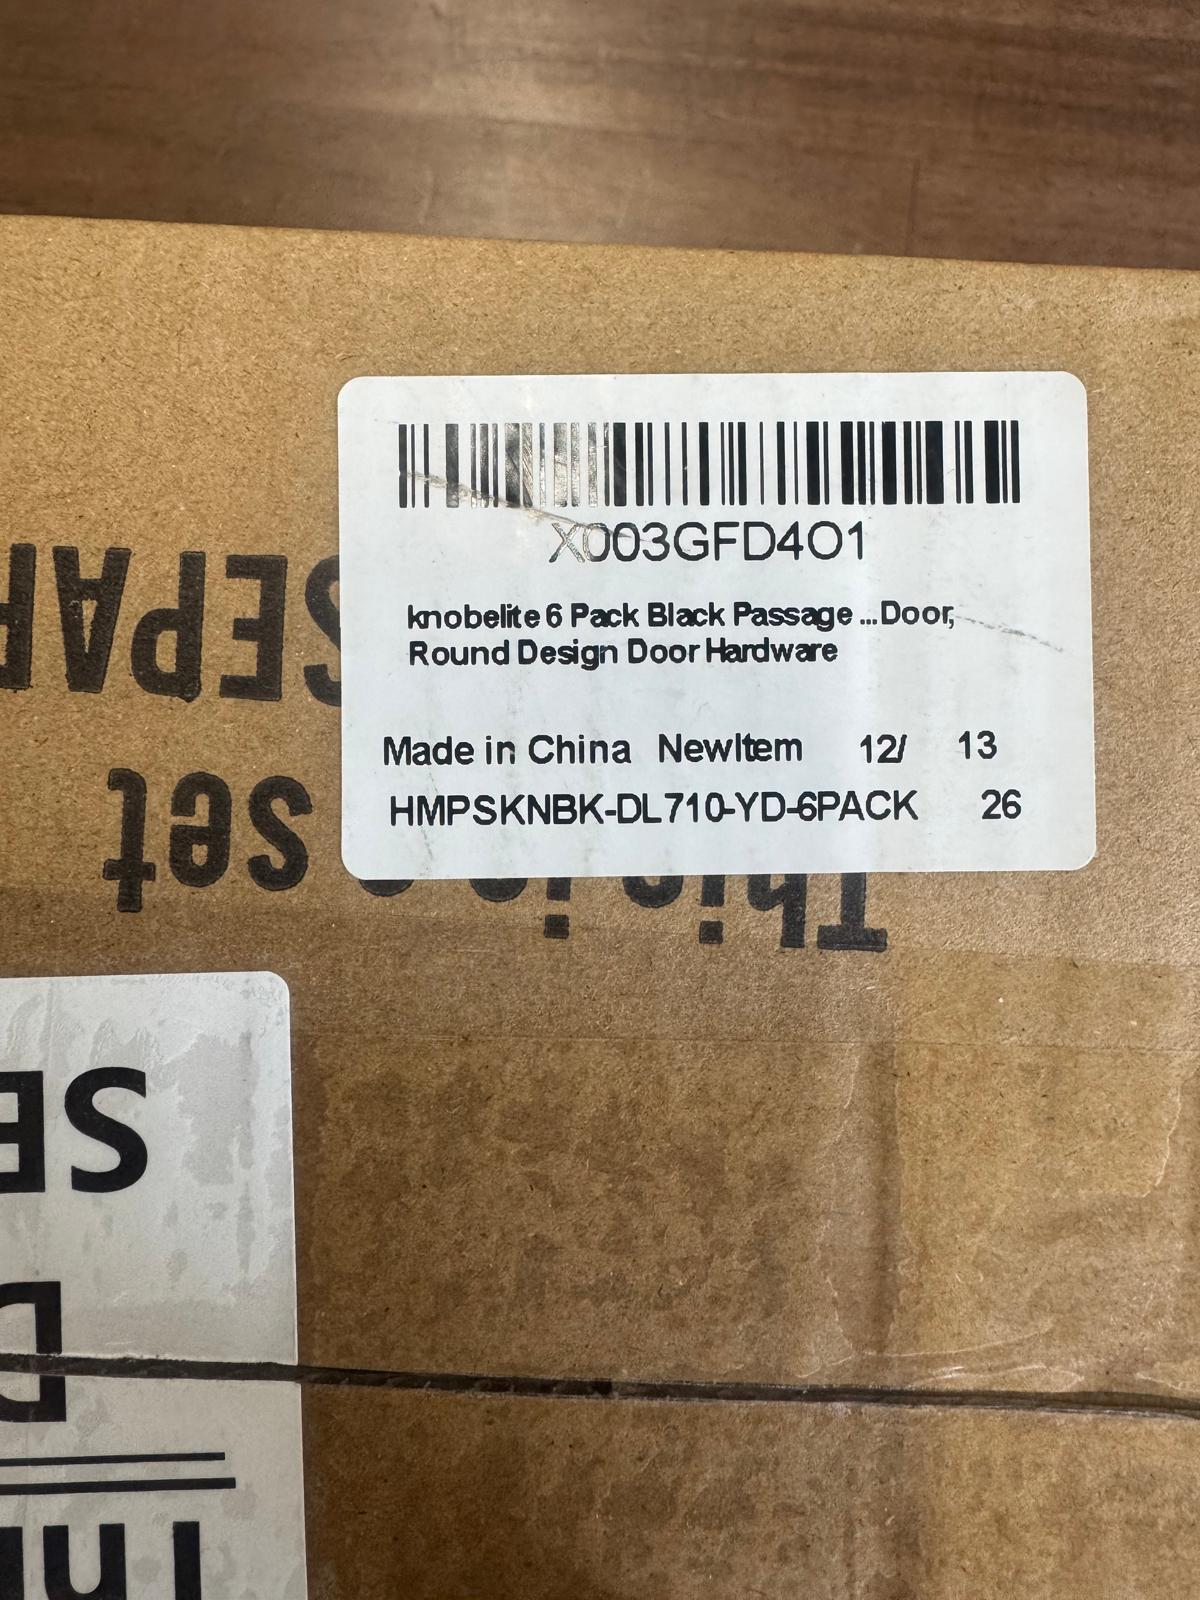 X003GFD4O1
knobelite 6 Pack Black Passage ... Door,
Round Design Door Hardware
Made in China NewItem 12/ 13
HMPSKNBK-DL710-YD-6PACK 26
This is a
set
SE